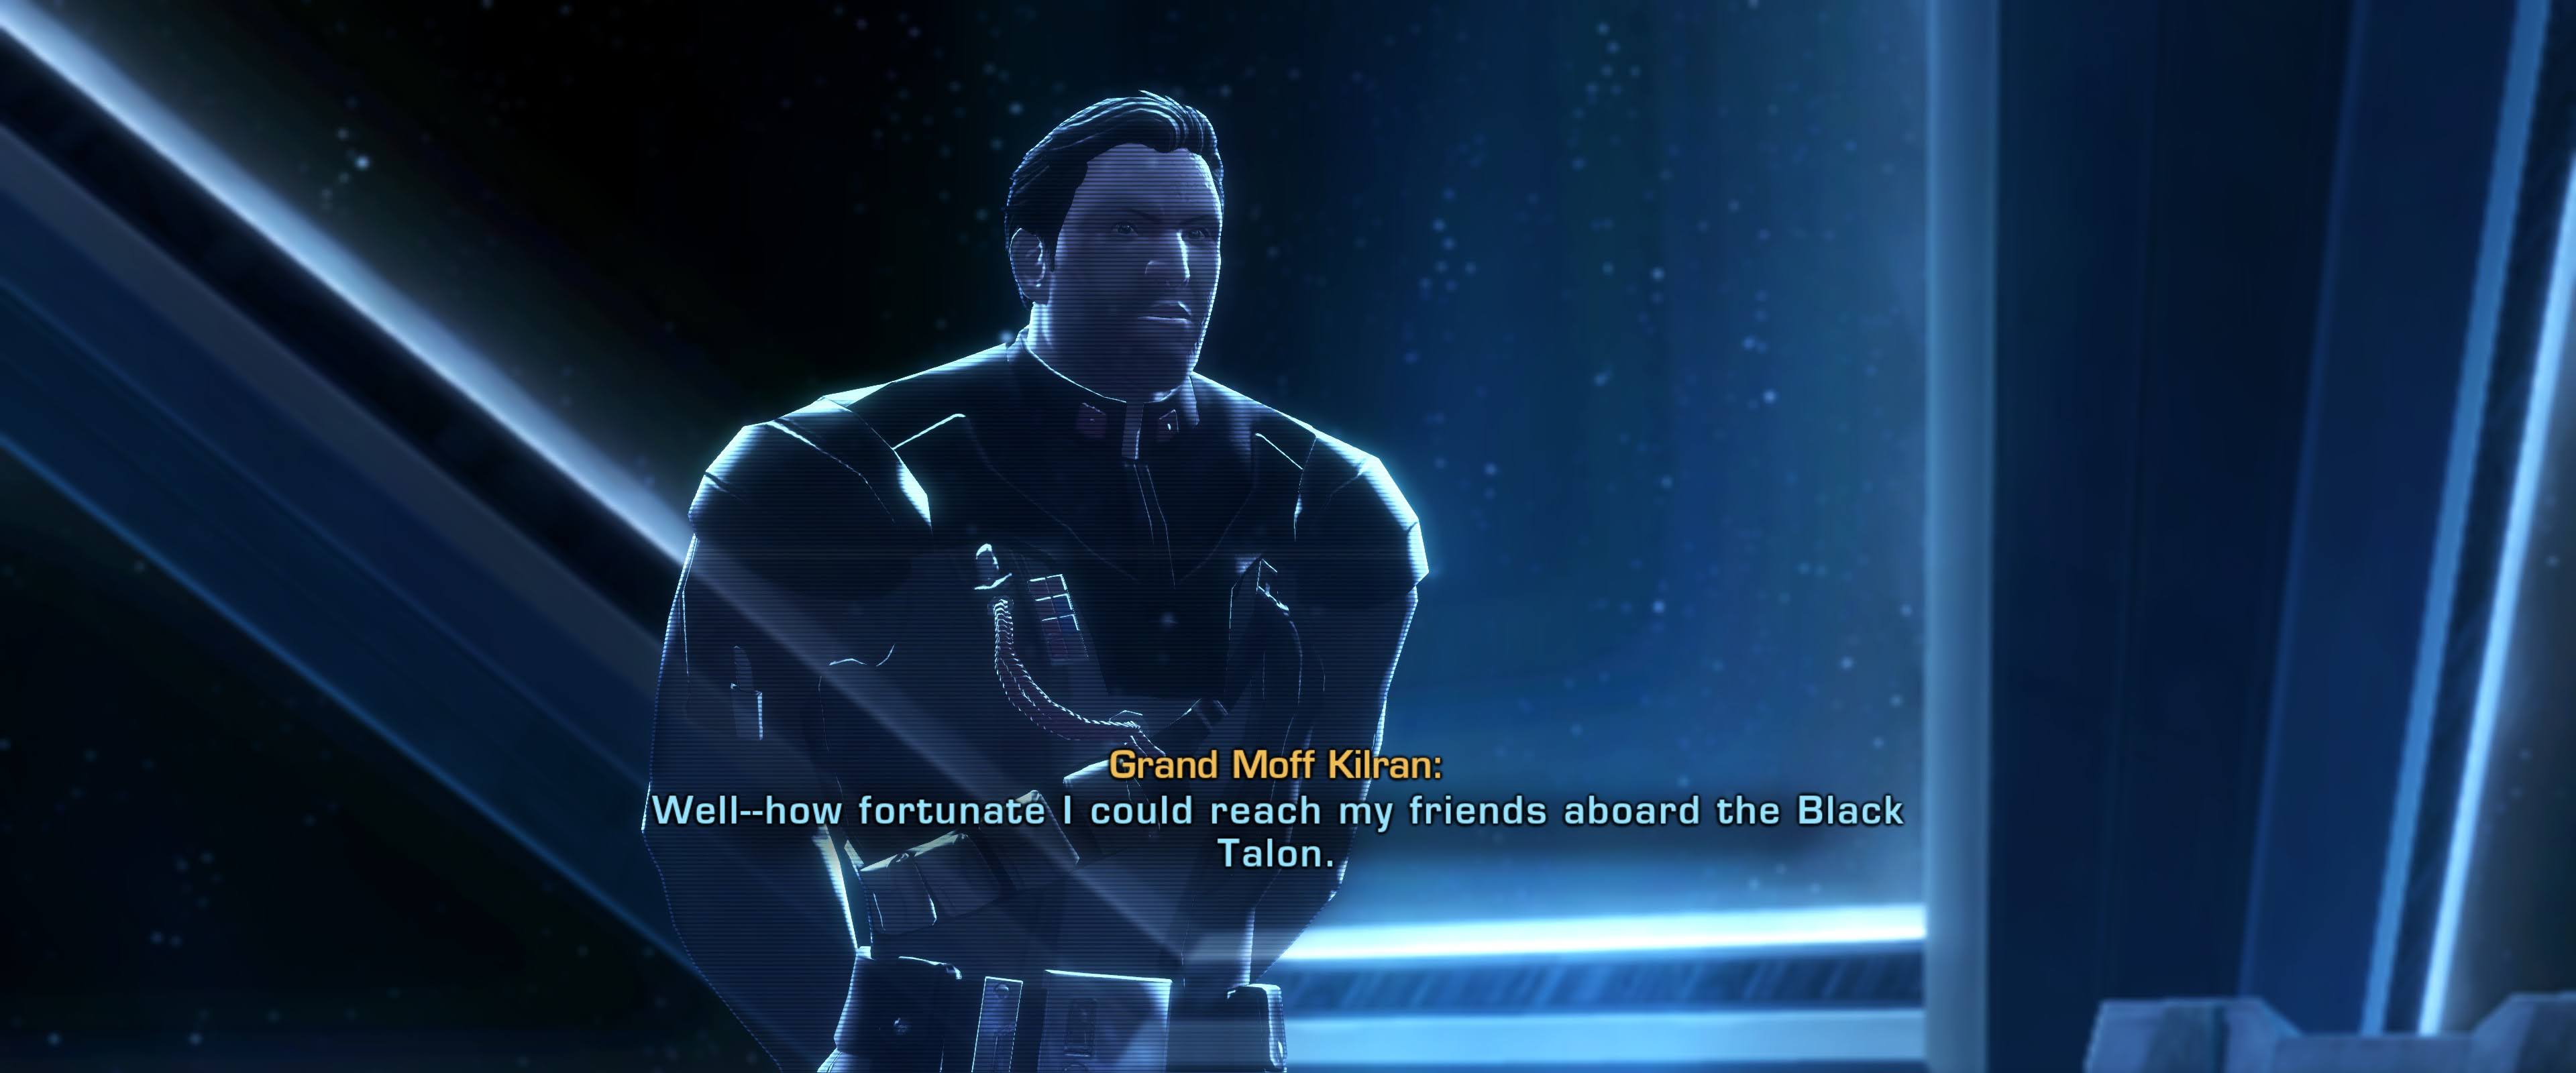 Grand Moff Kilran:
Well--how fortunate I could reach my friends aboard the Black
Talon.